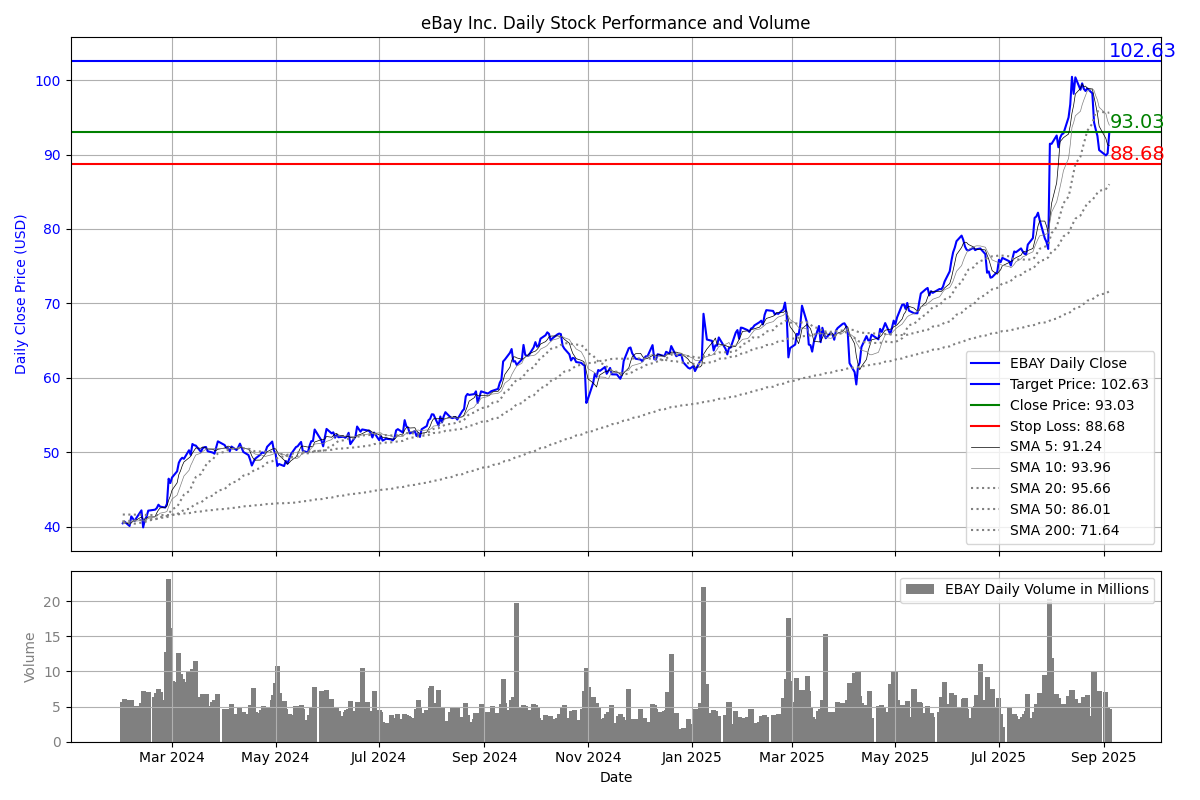 eBay Inc. Daily Stock Performance and Volume
102.63
100
93.03
90
88.68
80
70
60
50
40
Daily Close Price (USD)
EBAY Daily Close
Target Price: 102.63
Close Price: 93.03
Stop Loss: 88.68
SMA 5: 91.24
SMA 10: 93.96
SMA 20: 95.66
SMA 50: 86.01
SMA 200: 71.64
EBAY Daily Volume in Millions
20
15
10
5
0
Volume
Mar 2024 May 2024 Jul 2024 Sep 2024 Nov 2024 Jan 2025 Mar 2025 May 2025 Jul 2025 Sep 2025
Date